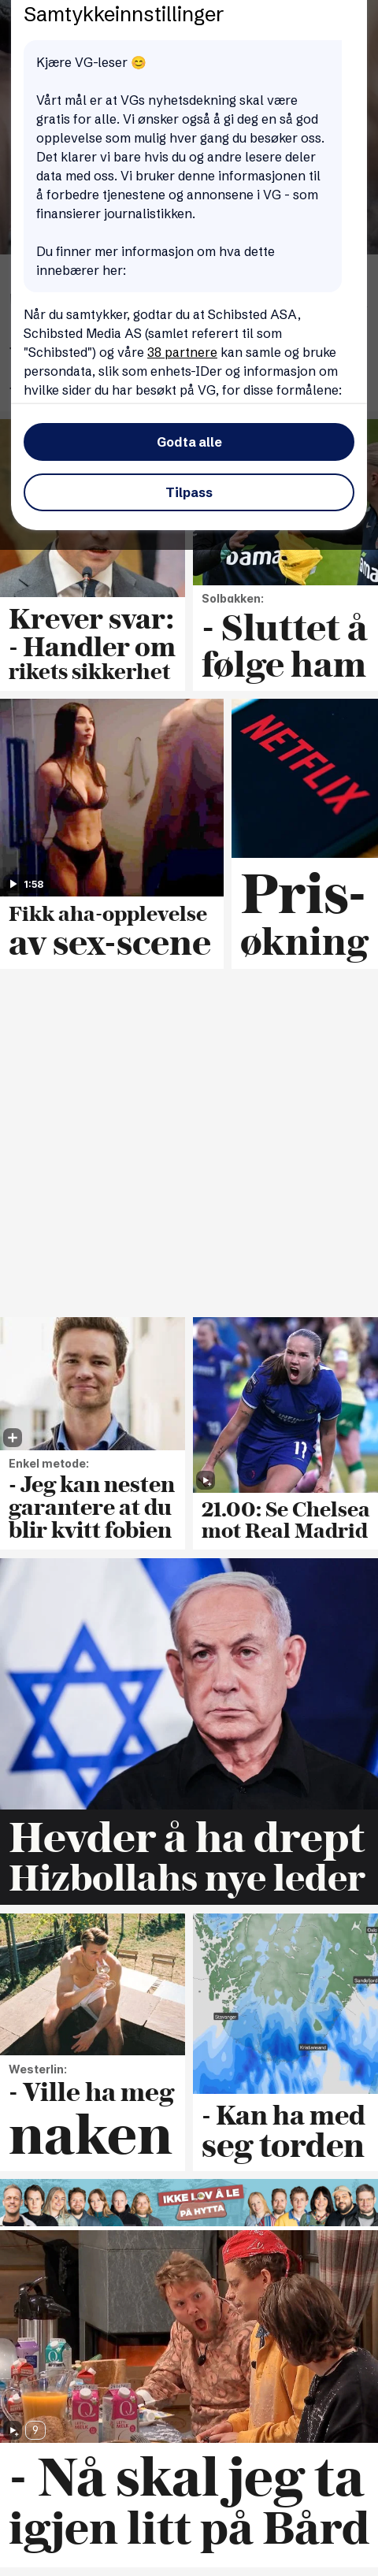 Samtykkeinnstillinger
Kjære VG-leser 😊
Vårt mål er at VGs nyhetsdekning skal være
gratis for alle. Vi ønsker også å gi deg en så god
opplevelse som mulig hver gang du besøker oss.
Det klarer vi bare hvis du og andre lesere deler
data med oss. Vi bruker denne informasjonen til
å forbedre tjenestene og annonsene i VG - som
finansierer journalistikken.
Du finner mer informasjon om hva dette
innebærer her:
Når du samtykker, godtar du at Schibsted ASA,
Schibsted Media AS (samlet referert til som
"Schibsted") og våre 38 partnere kan samle og bruke
persondata, slik som enhets-IDer og informasjon om
hvilke sider du har besøkt på VG, for disse formålene:
Godta alle
Tilpass
Krever svar:
- Handler om
rikets sikkerhet
Solbakken:
- Sluttet å
følge ham
1:58
Fikk aha-opplevelse
av sex-scene
NETFLIX
Pris-
økning
Enkel metode:
- Jeg kan nesten
garantere at du
blir kvitt fobien
11
21.00: Se Chelsea
mot Real Madrid
Hevder å ha drept
Hizbollahs nye leder
Westerlin:
- Ville ha meg
naken
Stavanger
Kristiansand
- Kan ha med
seg torden
IKKE LOV Å LE
PÅ HYTTA
9
- Nå skal jeg ta
igjen litt på Bård